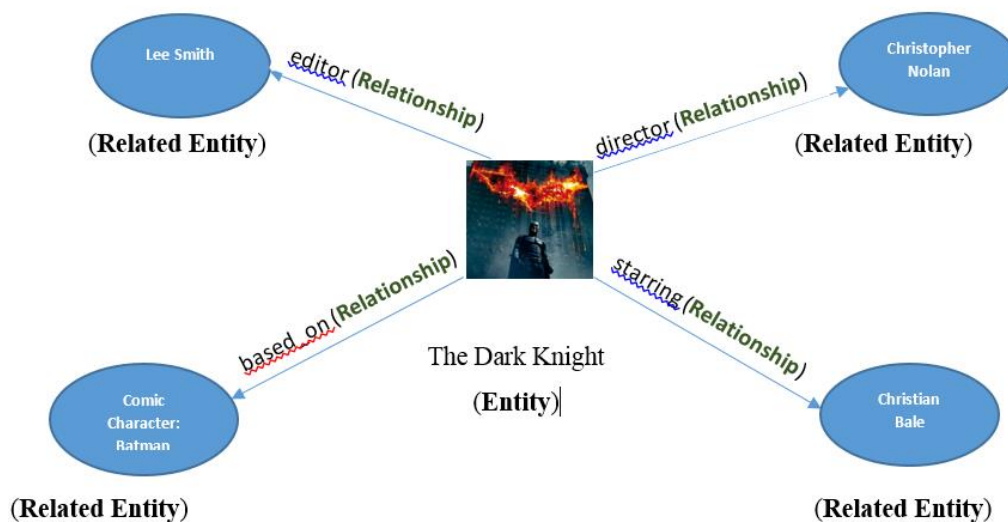 Lee Smith
editor (Relationship)
(Related Entity)
Christopher
Nolan
director (Relationship)
(Related Entity)
based_on (Relationship)
Comic
Character:
Batman
(Related Entity)
The Dark Knight
(Entity)
starring (Relationship)
Christian
Bale
(Related Entity)